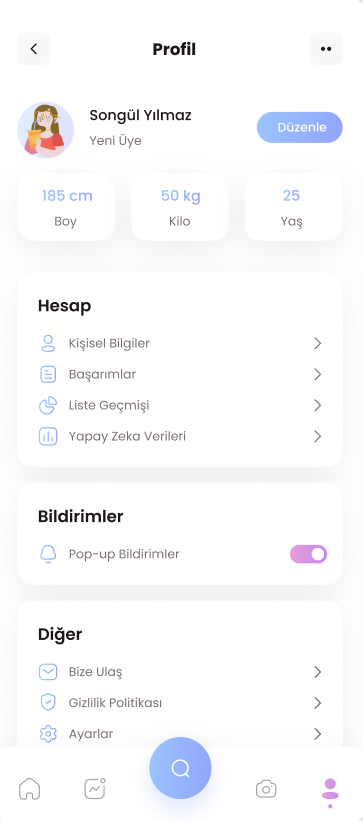 Profil
Songül Yılmaz
Yeni Üye
Düzenle
185 cm
Boy
50 kg
Kilo
25
Yaş
Hesap
Kişisel Bilgiler
Başarımlar
Liste Geçmişi
Yapay Zeka Verileri
Bildirimler
Pop-up Bildirimler
Diğer
Bize Ulaş
Gizlilik Politikası
Ayarlar